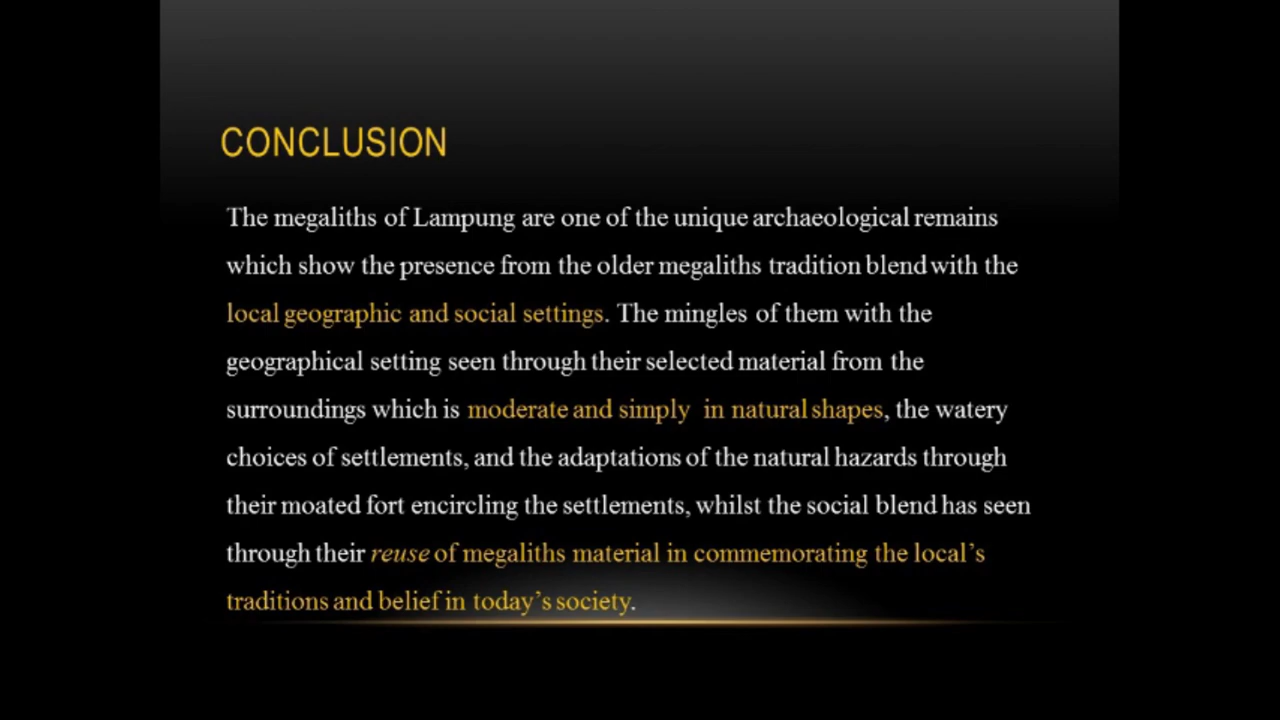 CONCLUSION
The megaliths of Lampung are one of the unique archaeological remains
which show the presence from the older megaliths tradition blend with the
local geographic and social settings. The mingles of them with the
geographical setting seen through their selected material from the
surroundings which is moderate and simply in natural shapes, the watery
choices of settlements, and the adaptations of the natural hazards through
their moated fort encircling the settlements, whilst the social blend has seen
through their reuse of megaliths material in commemorating the local’s
traditions and belief in today’s society.